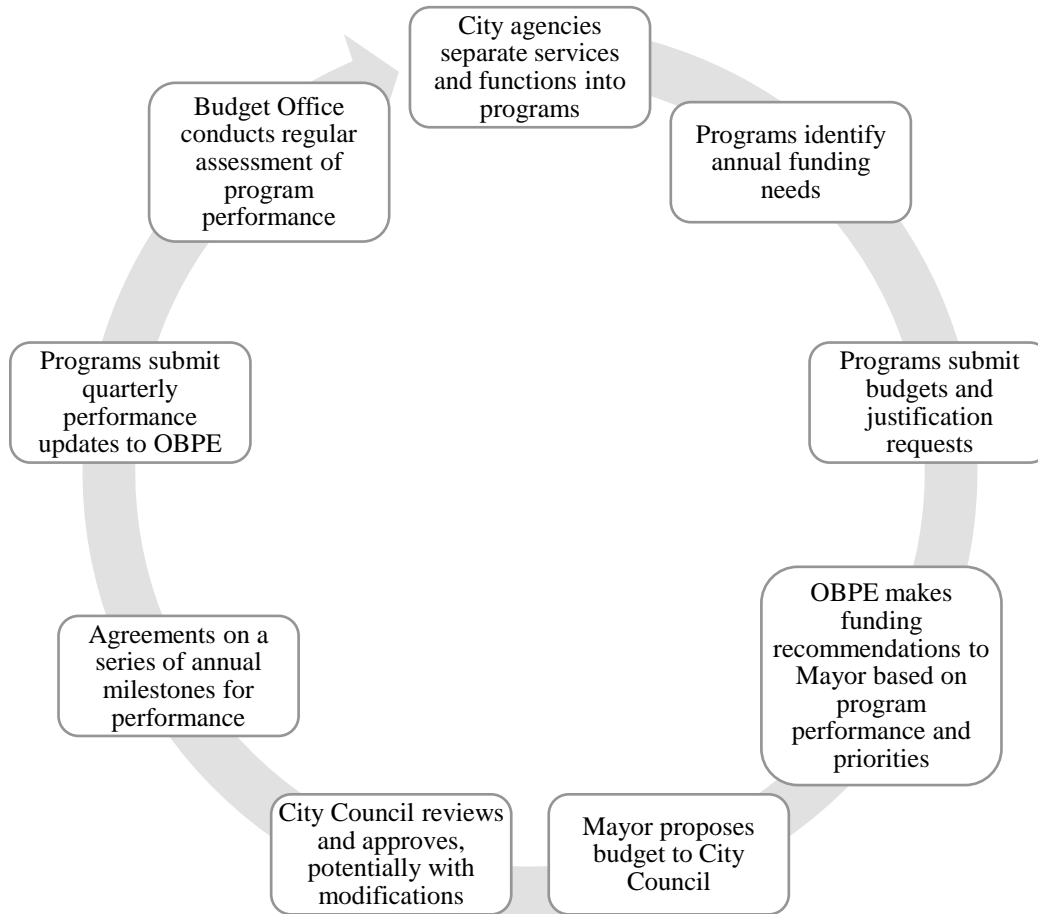 City agencies
separate services
and functions into
programs
Programs identify
annual funding
needs
Programs submit
budgets and
justification
requests
OBPE makes
funding
recommendations to
Mayor based on
program
performance and
priorities
Mayor proposes
budget to City
Council
City Council reviews
and approves,
potentially with
modifications
Agreements on a
series of annual
milestones for
performance
Programs submit
quarterly
performance
updates to OBPE
Budget Office
conducts regular
assessment of
program
performance